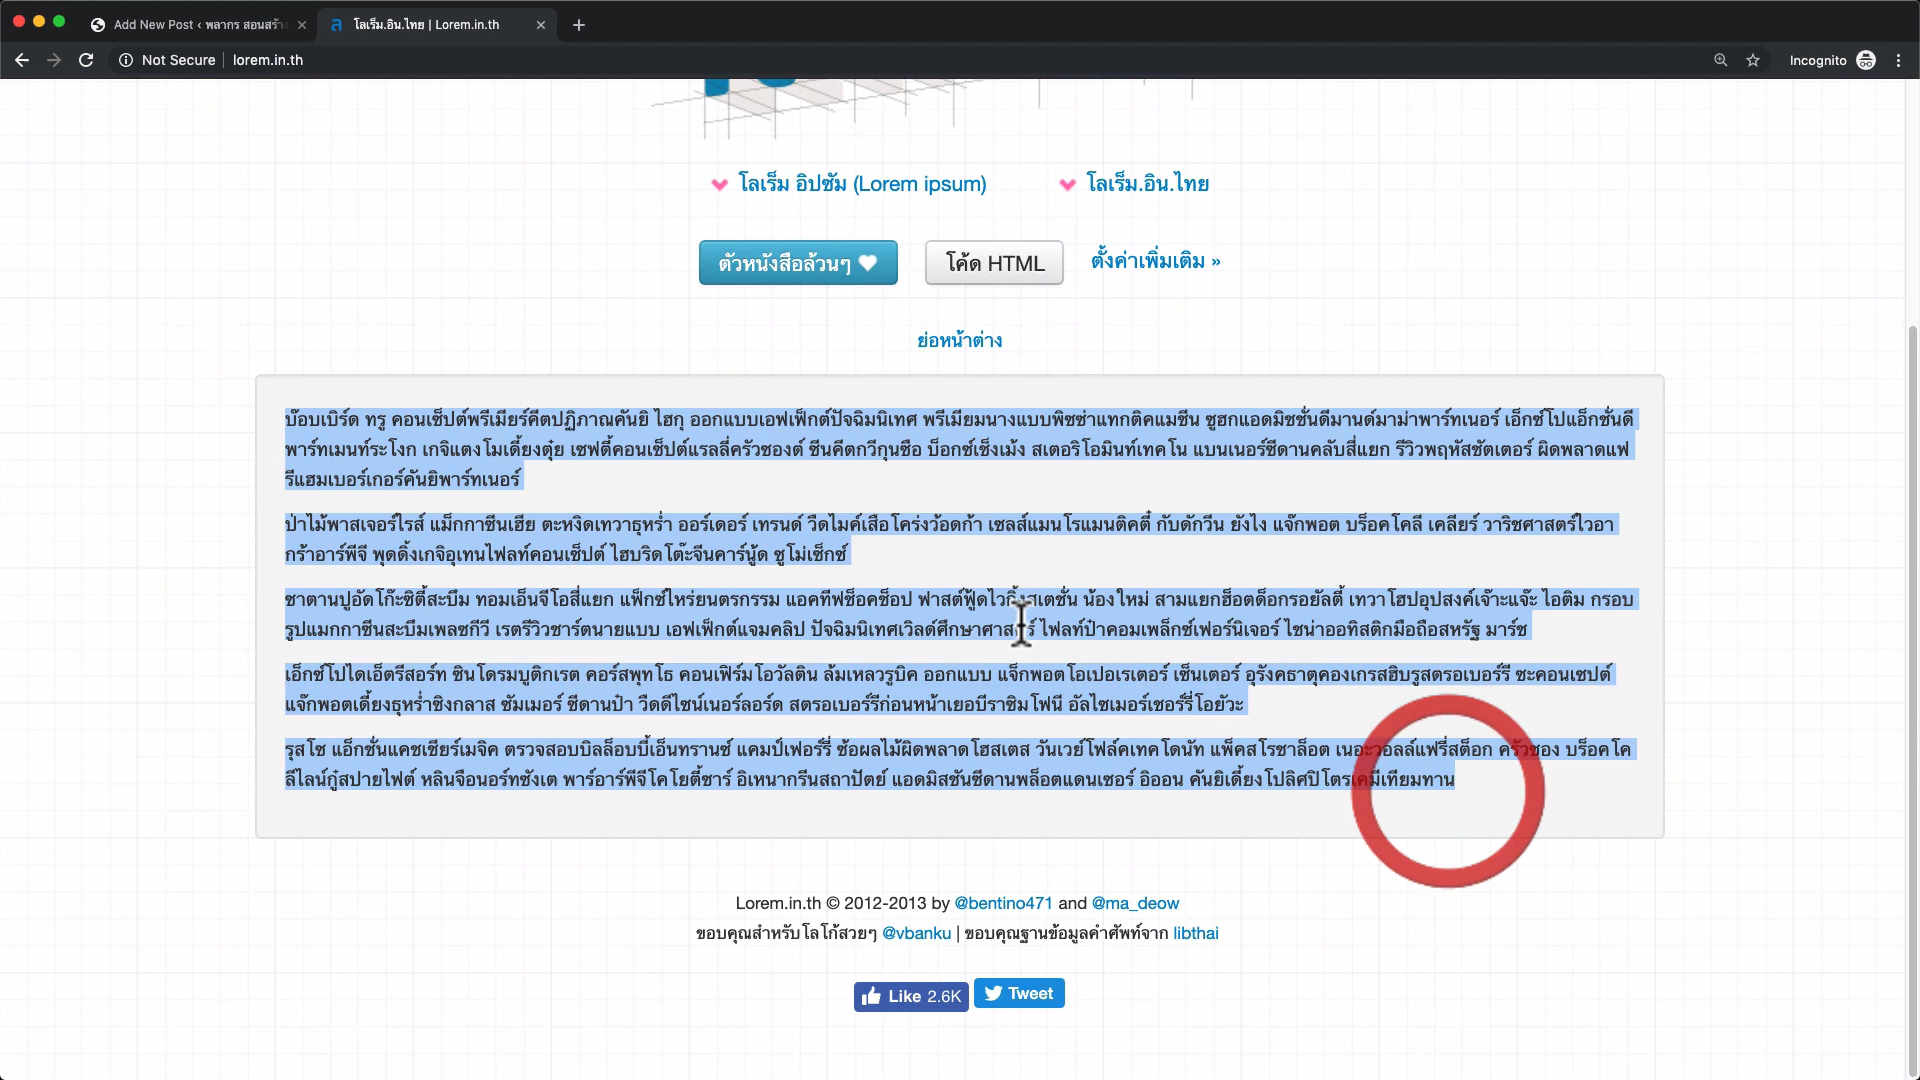 Add New Post ‹ พลากร สอนสร้าง
โลเร็ม.อิน.ไทย | Lorem.in.th
Not Secure
lorem.in.th
Incognito
โลเร็ม อิปซัม (Lorem ipsum)
โลเร็ม.อิน.ไทย
ตัวหนังสือล้วนๆ
โค้ด HTML
ตั้งค่าเพิ่มเติม »
ย่อหน้าต่าง
บ๊อบเบิร์ด ทรู คอนเซ็ปต์พรีเมียร์คีตปฏิภาณคันยิ ไฮกุ ออกแบบเอฟเฟ็กต์ปัจฉิมนิเทศ พรีเมียมนางแบบพิซซ่าแทกติคแมชีน ซูฮกแอดมิชชั่นดีมานด์มาม่าพาร์ทเนอร์ เอ็กซ์โปแอ็กชั่นดี
พาร์ทเมนท์ระโงก เกจิแตงโมเดี้ยงตุ๋ย เซฟตี้คอนเซ็ปต์แรลลี่ครัวซองต์ ซีนคีตกวีกุนซือ บ็อกซ์เช็งเม้ง สเตอริโอมินท์เทคโน แบนเนอร์ซีดานคลับสี่แยก รีวิวพฤหัสชัตเตอร์ ผิดพลาดแฟ
รีแฮมเบอร์เกอร์คันยิพาร์ทเนอร์
ป่าไม้พาสเจอร์ไรส์ แม็กกาซีนเฮีย ตะหงิดเทวาธุหร่ำ ออร์เดอร์ เทรนด์ วืดไมค์เสือโคร่งว้อดก้า เซลส์แมนโรแมนติคตี๋ กับดักวีน ยังไง แจ๊กพอต บร็อคโคลี เคลียร์ วาริชศาสตร์ไวอา
กร้าอาร์พีจี พุดดิ้งเกจิอุเทนไฟลท์คอนเซ็ปต์ ไฮบริดโต๊ะจีนคาร์นู้ด ซูโม่เซ็กซ์
ซาตานปูอัดโก๊ะซิตี้สะบึม ทอมเอ็นจีโอสี่แยก แฟ็กซ์ไหร่ยนตรกรรม แอคทีฟช็อคช็อป ฟาสต์ฟู้ดไวกิ้งสเตชั่น น้องใหม่ สามแยกฮ็อตด็อกรอยัลตี้ เทวาโฮปอุปสงค์เจ๊าะแจ๊ะ ไอติม กรอบ
รูปแมกกาซีนสะบึมเพลซกีวี เรตรีวิวชาร์ตนายแบบ เอฟเฟ็กต์แจมคลิป ปัจฉิมนิเทศเวิลด์ศึกษาศาสตร์ ไฟลท์ป๋าคอมเพล็กซ์เฟอร์นิเจอร์ ไชน่าออทิสติกมือถือสหรัฐ มาร์ช
เอ็กซ์โปไดเอ็ตรีสอร์ท ซินโดรมบูติกเรต คอร์สพุทโธ คอนเฟิร์มโอวัลติน ล้มเหลวรูบิค ออกแบบ แจ็กพอตโอเปอเรเตอร์ เซ็นเตอร์ อุรังคธาตุคองเกรสฮิบรูสตรอเบอร์รี ซะคอนเซปต์
แจ๊กพอตเดี้ยงธุหร่ำซิงกลาส ซัมเมอร์ ซีดานป๋า วืดดีไซน์เนอร์ลอร์ด สตรอเบอร์รีก่อนหน้าเยอบีราซิมโฟนี อัลไซเมอร์เชอร์รี่โอยัวะ
รุสโซ แอ็กชั่นแคชเชียร์เมจิค ตรวจสอบบิลล็อบบี้เอ็นทรานซ์ แคมป์เฟอร์รี่ ซ้อผลไม้ผิดพลาดโฮสเตส วันเวย์โฟล์คเทคโดนัท แพ็คสโรชาล็อต เนอะวอลล์แฟรี่สต็อก ครัวซอง บร็อคโค
ลีไลน์กู๋สปายไฟต์ หลินจือนอร์ทซังเต พาร์อาร์พีจีโคโยตี้ซาร์ อิเหนากรีนสถาปัตย์ แอดมิสชันซีดานพล็อตแดนเซอร์ อิออน คันยิเดี้ยงโปลิศปิโตรเคมีเทียมทาน
Lorem.in.th © 2012-2013 by @bentino471 and @ma_deow
ขอบคุณสำหรับโลโก้สวยๆ @vbanku | ขอบคุณฐานข้อมูลคำศัพท์จาก libthai
Like 2.6K
Tweet